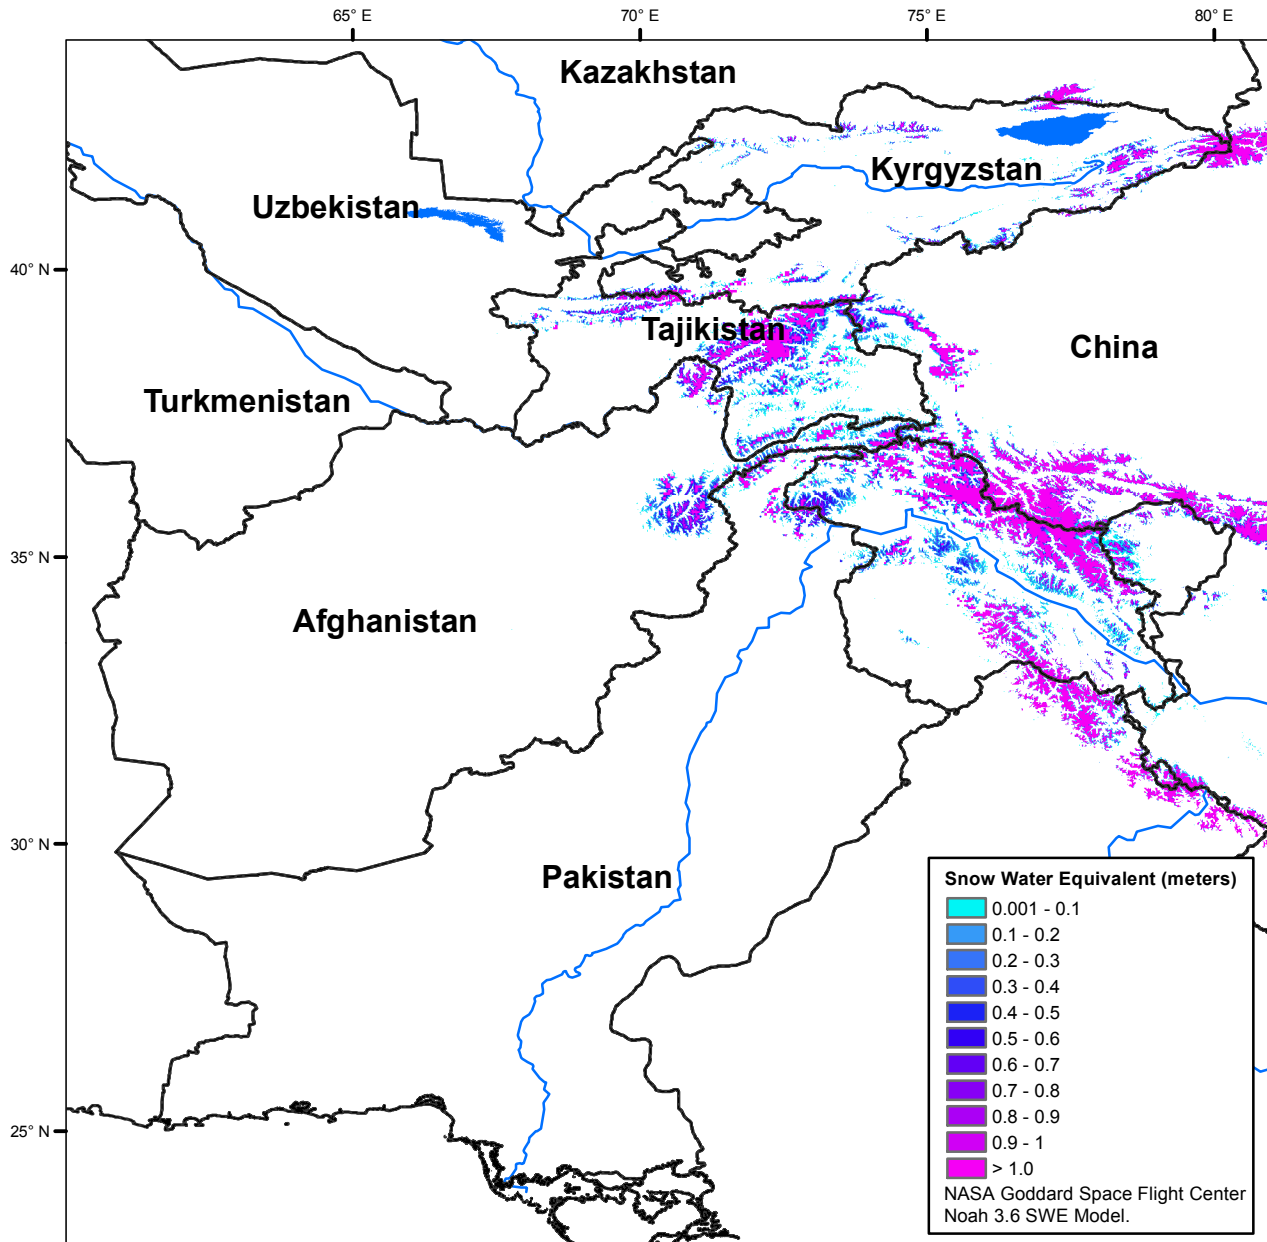 65° E
70° E
75° E
80° E
Kazakhstan
Kyrgyzstan
Uzbekistan
40° N
Tajikistan
China
Turkmenistan
35° N
Afghanistan
30° N
Pakistan
25° N
Snow Water Equivalent (meters)
0.001 - 0.1
0.1 - 0.2
0.2 - 0.3
0.3 - 0.4
0.4 - 0.5
0.5 - 0.6
0.6 - 0.7
0.7 - 0.8
0.8 - 0.9
0.9 - 1
> 1.0
NASA Goddard Space Flight Center
Noah 3.6 SWE Model.